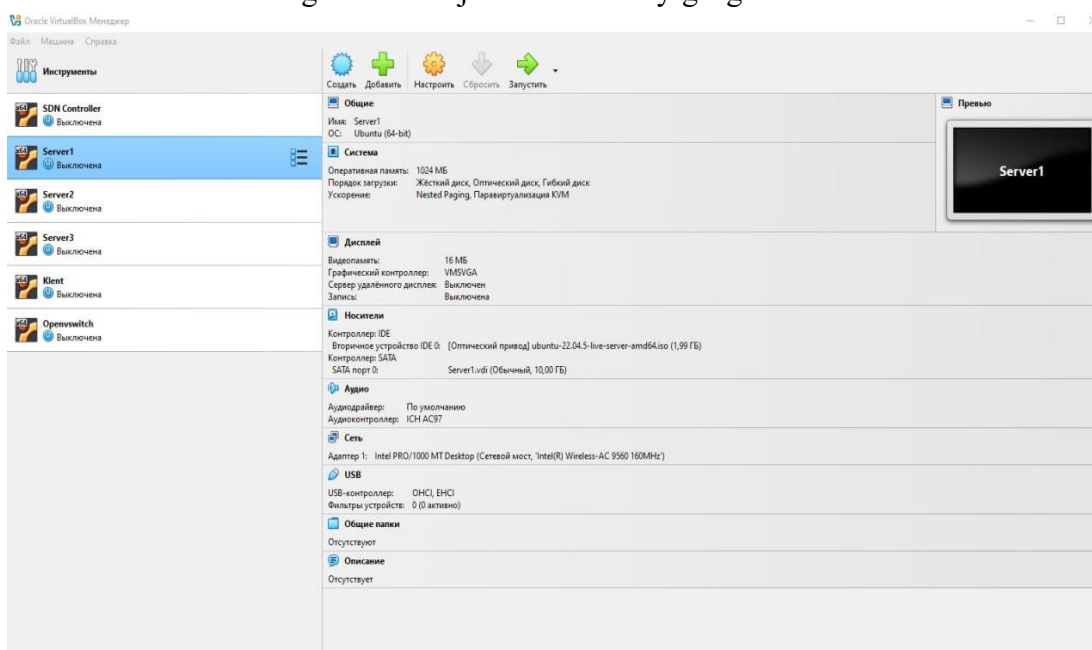 Oracle VirtualBox Менеджер
Файл Машина Справка
Инструменты
SDN Controller
Выключена
Server1
Выключена
Server2
Выключена
Server3
Выключена
Klent
Выключена
Openvswitch
Выключена
Создать Добавить Настроить Сбросить Запустить
Общие
Имя: Server1
ОС: Ubuntu (64-bit)
Превью
Server1
Система
Оперативная память: 1024 МБ
Порядок загрузки: Жёсткий диск, Оптический диск, Гибкий диск
Ускорение: Nested Paging, Паравиртуализация KVM
Дисплей
Видеопамять: 16 МБ
Графический контроллер: VMSVGA
Сервер удалённого дисплея: Выключен
Запись: Выключена
Носители
Контроллер: IDE
Вторичное устройство IDE 0: [Оптический привод] ubuntu-22.04.5-live-server-amd64.iso (1,99 ГБ)
Контроллер: SATA
SATA порт 0: Server1.vdi (Обычный, 10,00 ГБ)
Аудио
Аудиодрайвер: По умолчанию
Аудиоконтроллер: ICH AC97
Сеть
Адаптер 1: Intel PRO/1000 MT Desktop (Сетевой мост, 'Intel(R) Wireless-AC 9560 160MHz')
USB
USB-контроллер: OHCI, EHCI
Фильтры устройств: 0 (0 активно)
Общие папки
Отсутствуют
Описание
Отсутствует